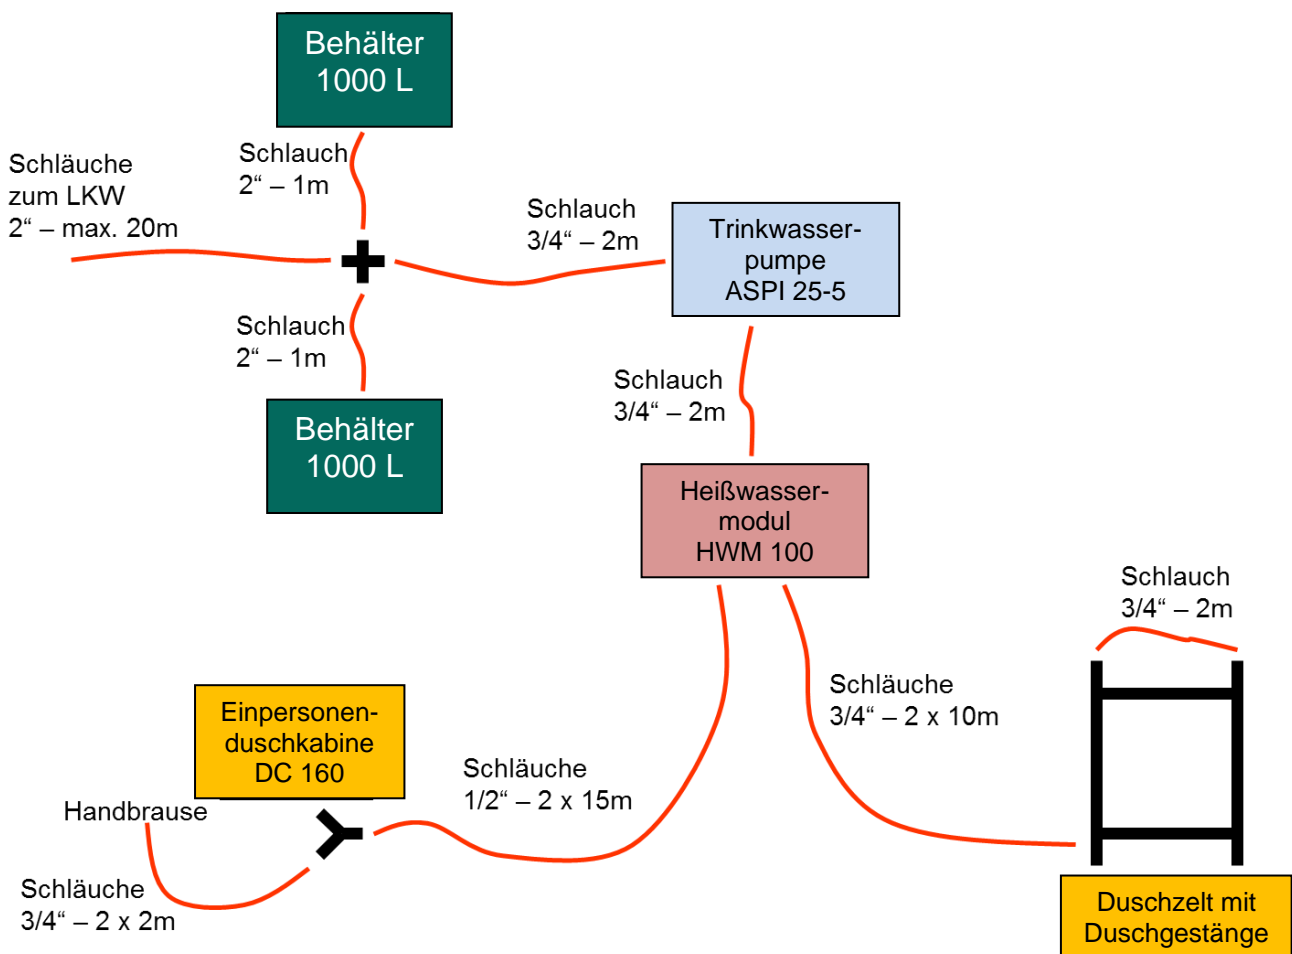 Behälter
1000 L
Schläuche
zum LKW
2“ – max. 20m
Schlauch
2“ – 1m
Schlauch
3/4“ – 2m
Trinkwasser-
pumpe
ASPI 25-5
Schlauch
2“ – 1m
Behälter
1000 L
Schlauch
3/4“ – 2m
Heißwasser-
modul
HWM 100
Schlauch
3/4“ – 2m
Schläuche
3/4“ – 2 x 10m
Einpersonen-
duschkabine
DC 160
Schläuche
1/2“ – 2 x 15m
Handbrause
Schläuche
3/4“ – 2 x 2m
Duschzelt mit
Duschgestänge